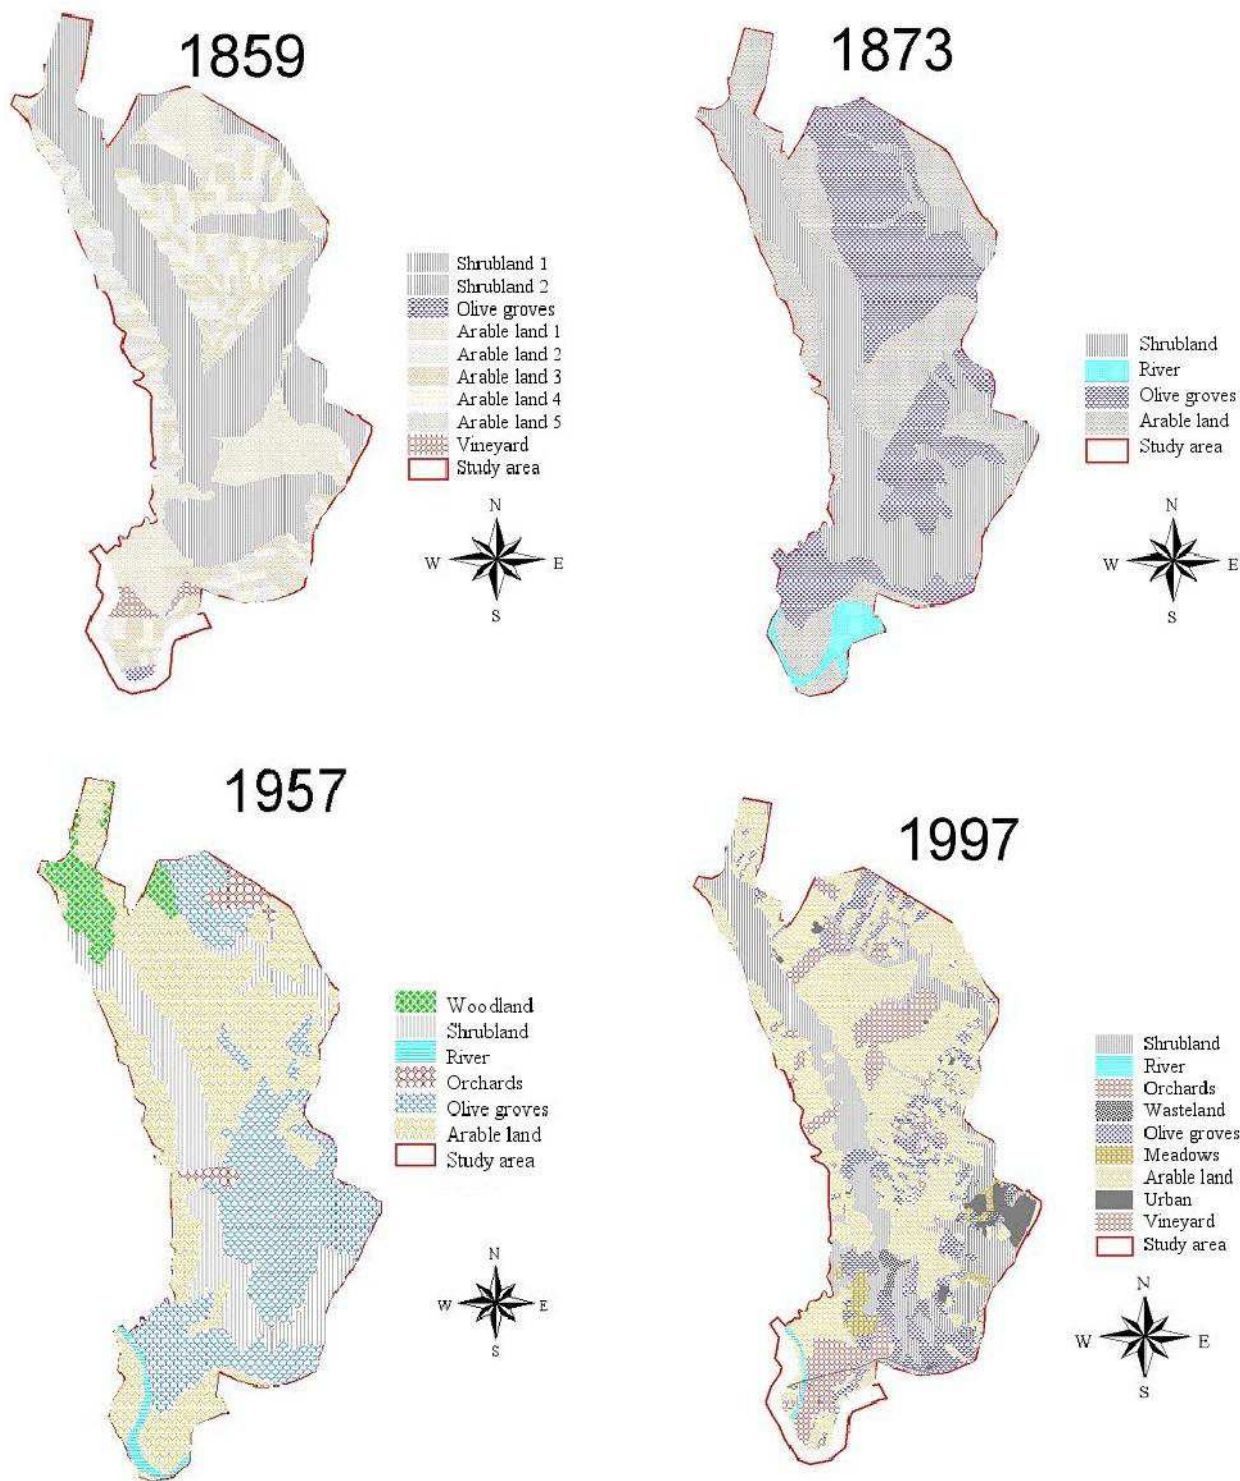 1859
Shrubland 1
Shrubland 2
Olive groves
Arable land 1
Arable land 2
Arable land 3
Arable land 4
Arable land 5
Vineyard
Study area
N
W E
S
1873
Shrubland
River
Olive groves
Arable land
Study area
N
W E
S
1957
Woodland
Shrubland
River
Orchards
Olive groves
Arable land
Study area
N
W E
S
1997
Shrubland
River
Orchards
Wasteland
Olive groves
Meadows
Arable land
Urban
Vineyard
Study area
N
W E
S